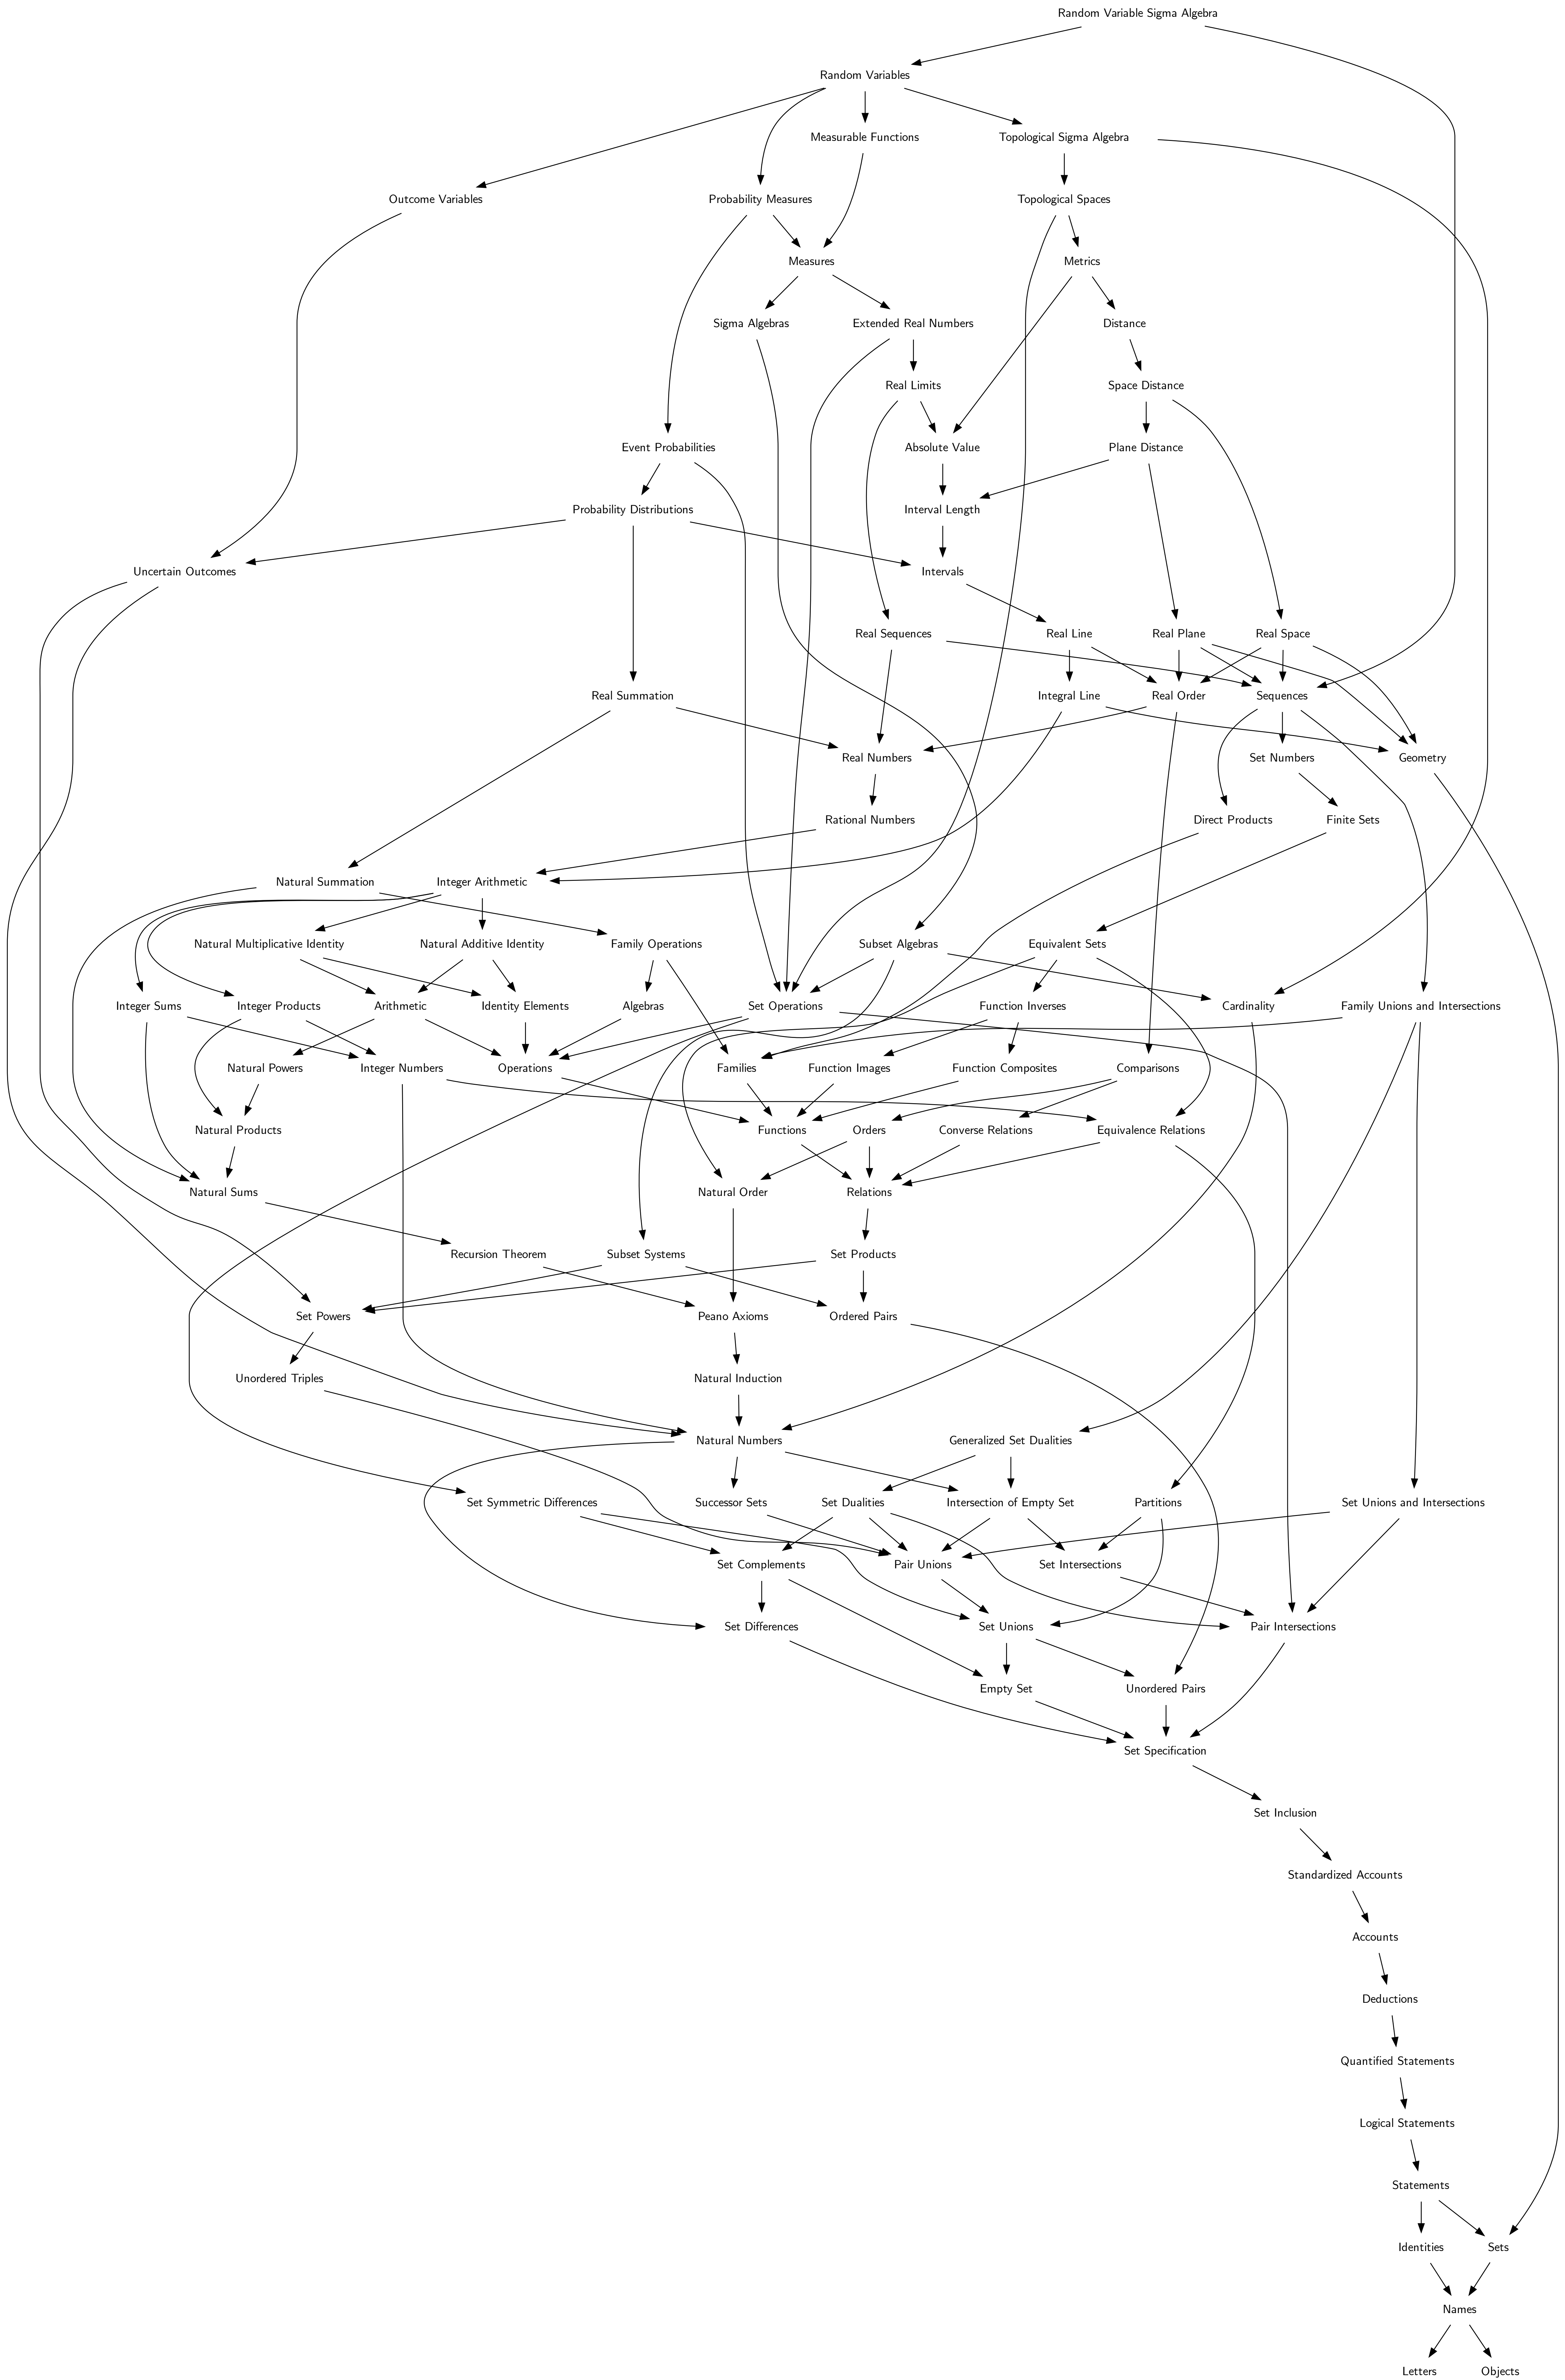 Random Variable Sigma Algebra
Random Variables
Measurable Functions
Topological Sigma Algebra
Outcome Variables
Probability Measures
Topological Spaces
Measures
Metrics
Sigma Algebras
Extended Real Numbers
Distance
Real Limits
Space Distance
Event Probabilities
Absolute Value
Plane Distance
Probability Distributions
Interval Length
Uncertain Outcomes
Intervals
Real Sequences
Real Line
Real Plane
Real Space
Real Summation
Integral Line
Real Order
Sequences
Real Numbers
Set Numbers
Geometry
Rational Numbers
Direct Products
Finite Sets
Natural Summation
Integer Arithmetic
Natural Multiplicative Identity
Natural Additive Identity
Family Operations
Subset Algebras
Equivalent Sets
Integer Sums
Integer Products
Arithmetic
Identity Elements
Algebras
Set Operations
Function Inverses
Cardinality
Family Unions and Intersections
Natural Powers
Integer Numbers
Operations
Families
Function Images
Function Composites
Comparisons
Natural Products
Functions
Orders
Converse Relations
Equivalence Relations
Natural Sums
Natural Order
Relations
Recursion Theorem
Subset Systems
Set Products
Set Powers
Peano Axioms
Ordered Pairs
Unordered Triples
Natural Induction
Natural Numbers
Generalized Set Dualities
Set Symmetric Differences
Successor Sets
Set Dualities
Intersection of Empty Set
Partitions
Set Unions and Intersections
Set Complements
Pair Unions
Set Intersections
Set Differences
Set Unions
Pair Intersections
Empty Set
Unordered Pairs
Set Specification
Set Inclusion
Standardized Accounts
Accounts
Deductions
Quantified Statements
Logical Statements
Statements
Identities
Sets
Names
Letters
Objects